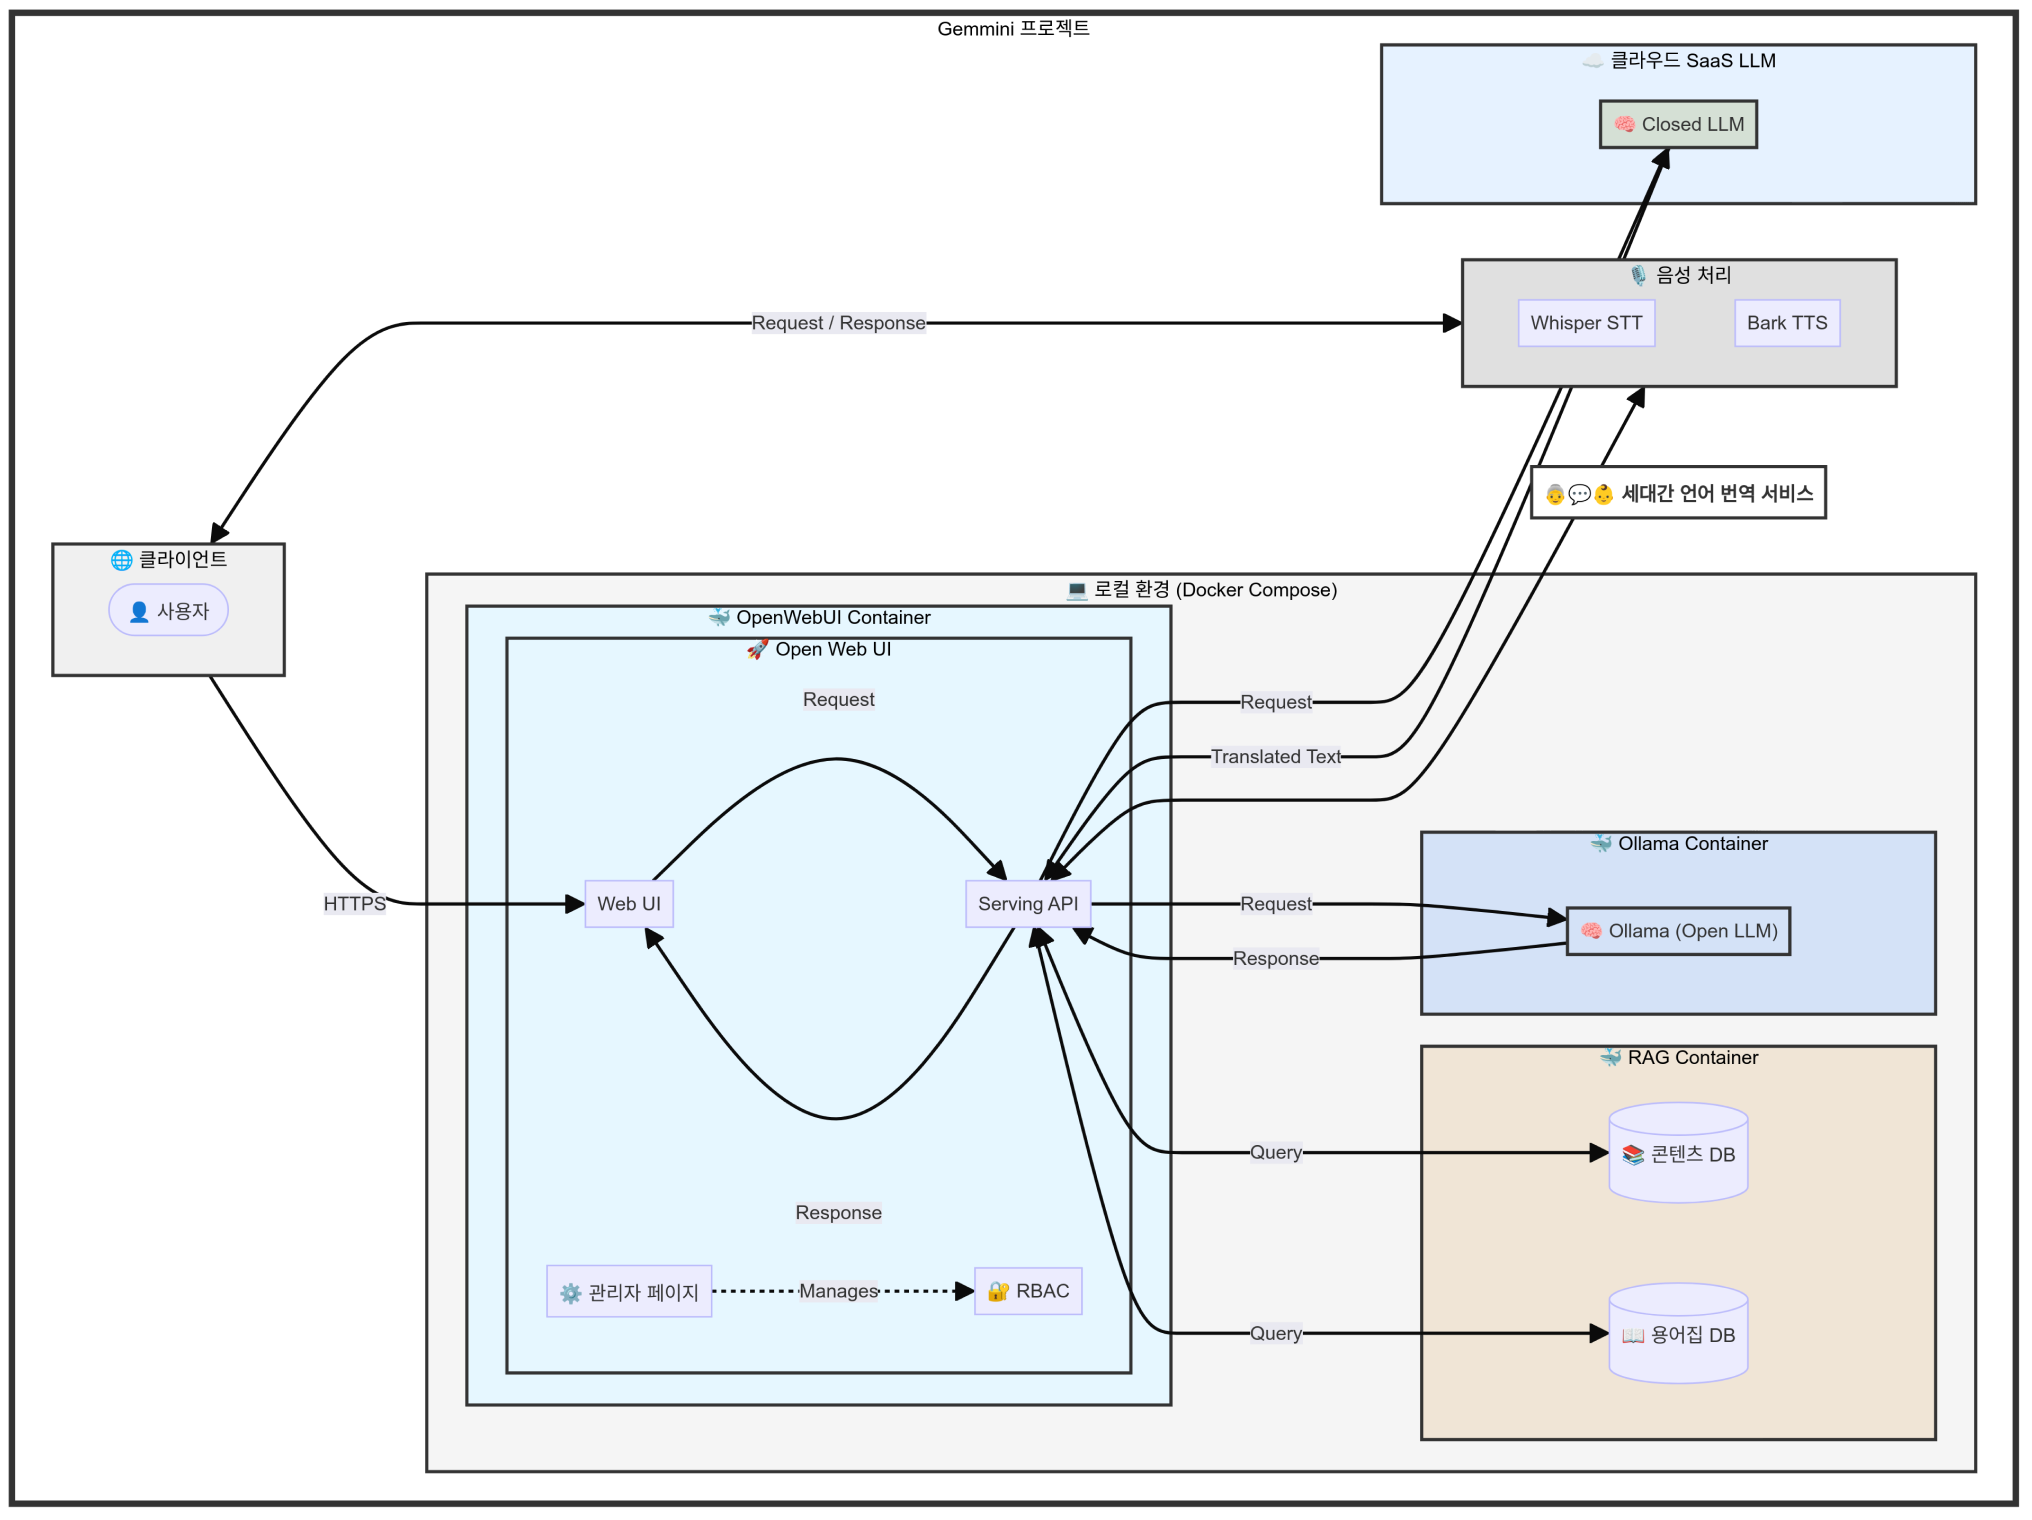 Gemmini 프로젝트
☁️ 클라우드 SaaS LLM
🧠 Closed LLM
🎙️ 음성 처리
Whisper STT
Bark TTS
Request / Response
👵💬👶 세대간 언어 번역 서비스
🌐 클라이언트
👤 사용자
💻 로컬 환경 (Docker Compose)
🐳 OpenWebUI Container
🚀 Open Web UI
Request
Request
Translated Text
🐳 Ollama Container
HTTPS
Web UI
Serving API
Request
🧠 Ollama (Open LLM)
Response
🐳 RAG Container
Query
📚 콘텐츠 DB
Response
⚙️ 관리자 페이지
Manages
🔐 RBAC
Query
📖 용어집 DB